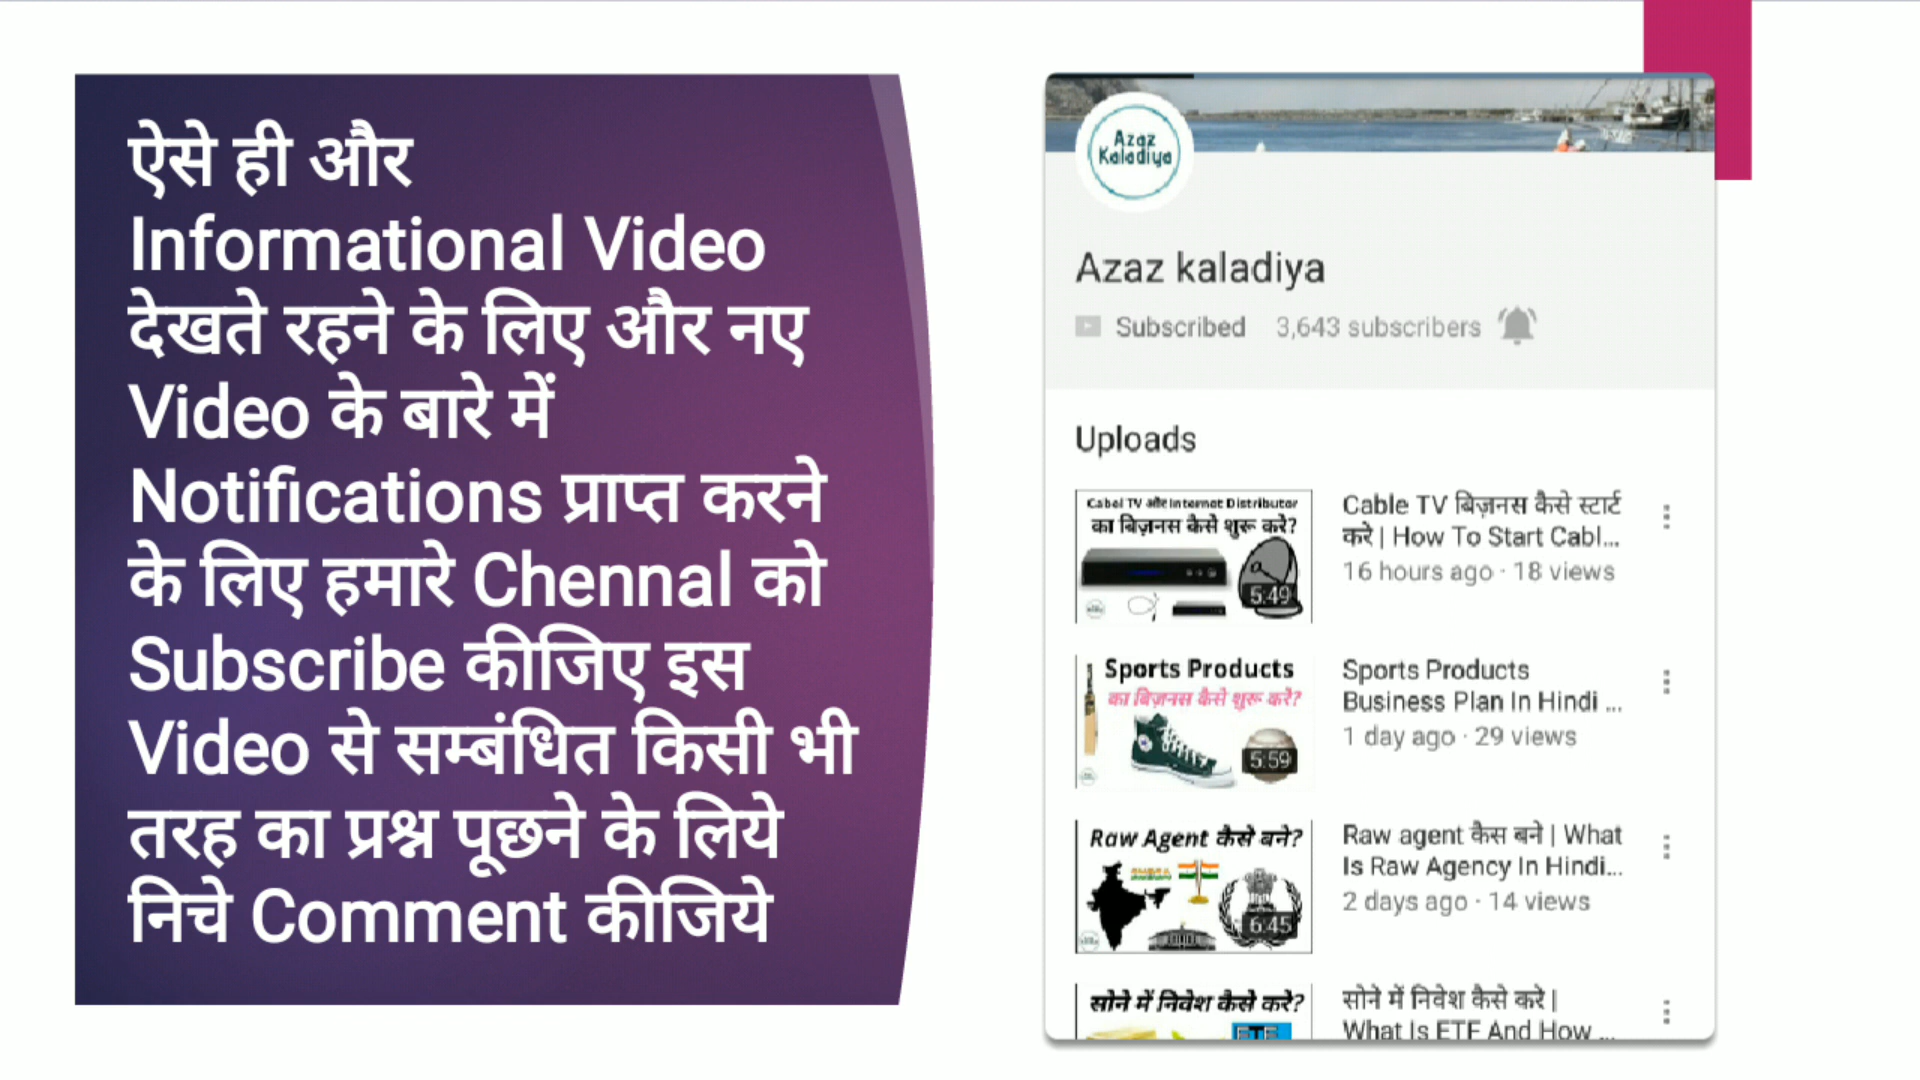 ऐसे ही और
Informational Video
देखते रहने के लिए और नए
Video के बारे में
Notifications प्राप्त करने
के लिए हमारे Chennal को
Subscribe कीजिए इस
Video से सम्बंधित किसी भी
तरह का प्रश्न पूछने के लिये
निचे Comment कीजिये
Azaz
Kaladiya
Azaz kaladiya
Subscribed 3,643 subscribers
Uploads
Cabel TV और Internet Distributor
का बिज़नस कैसे शुरू करे?
5:49
Cable TV बिज़नस कैसे स्टार्ट
करे | How To Start Cabl...
16 hours ago · 18 views
Sports Products
का बिज़नस कैसे शुरू करे?
5:59
Sports Products
Business Plan In Hindi ...
1 day ago · 29 views
Raw Agent कैसे बने?
6:45
Raw agent कैस बने | What
Is Raw Agency In Hindi...
2 days ago · 14 views
सोने में निवेश कैसे करे?
ETF
सोने में निवेश कैसे करे |
What Is ETF And How ...